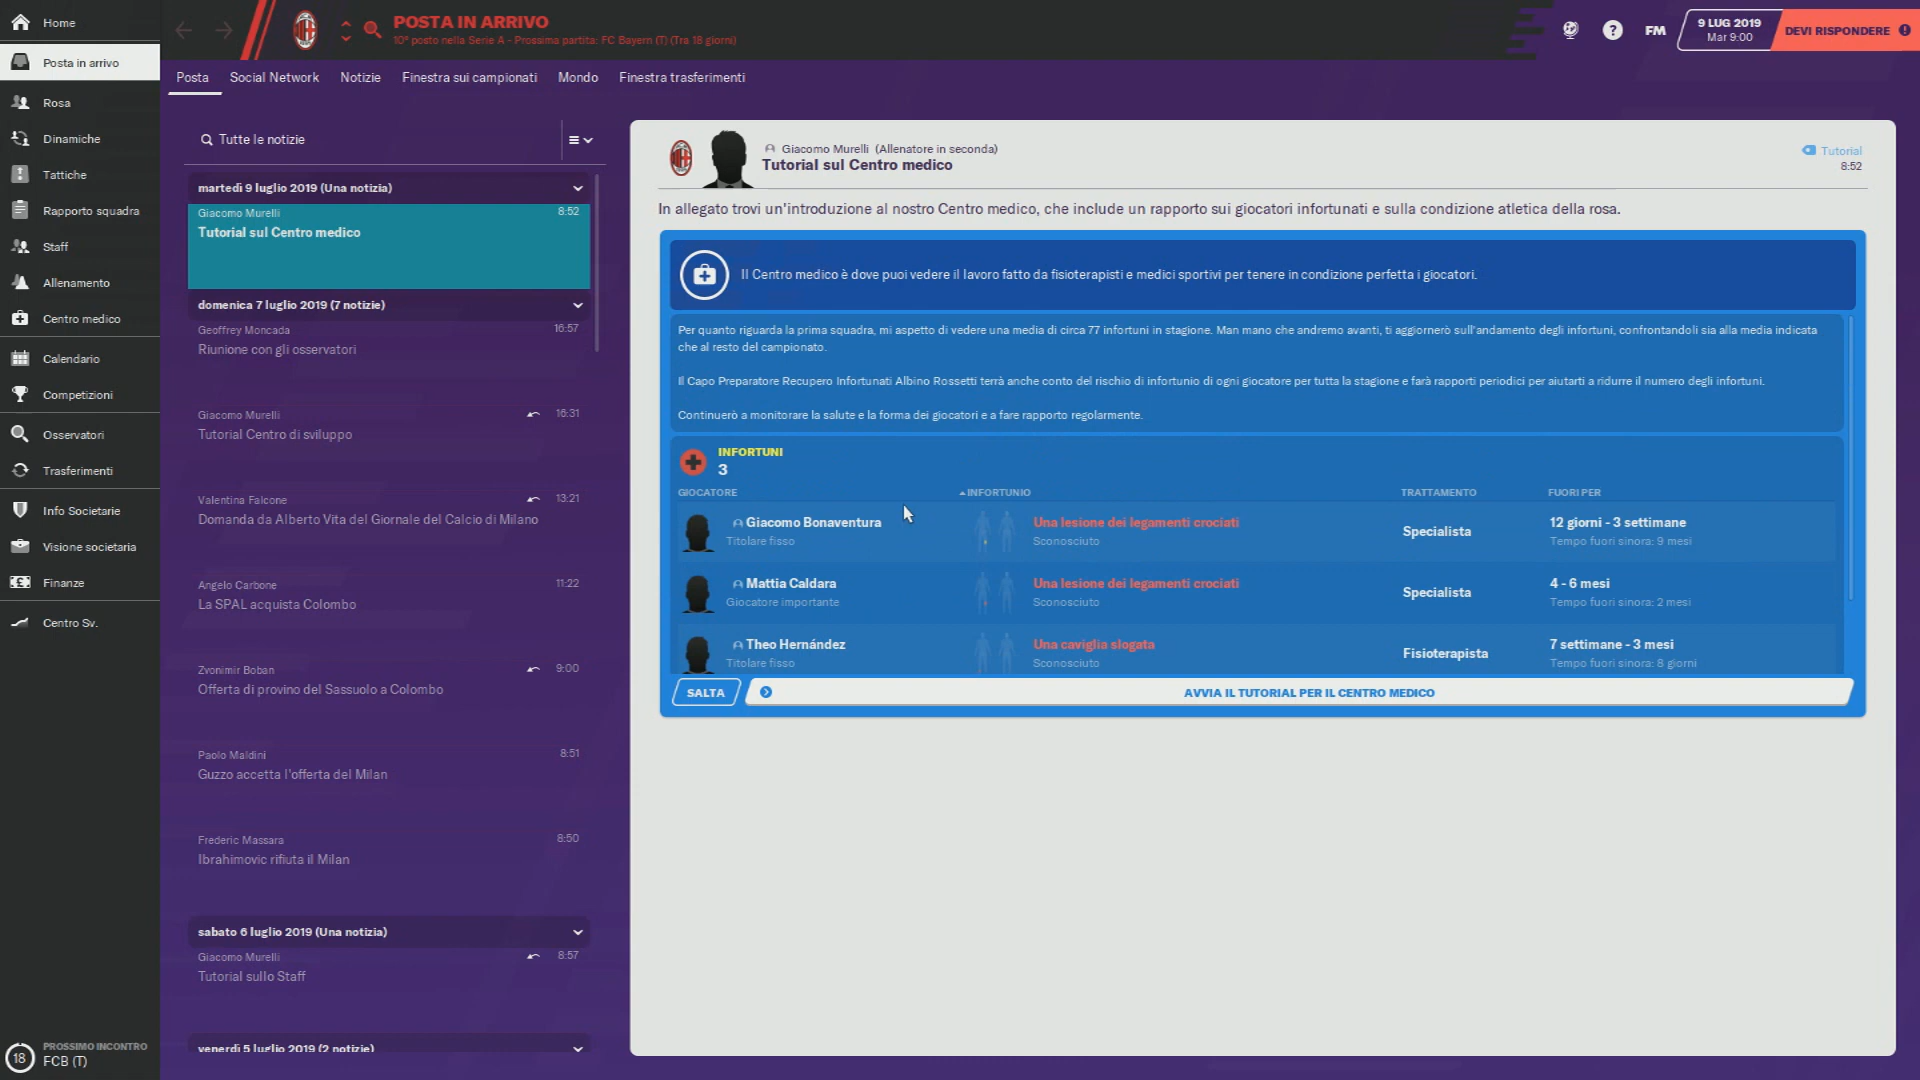 Home
Posta in arrivo
Rosa
Dinamiche
Tattiche
Rapporto squadra
Staff
Allenamento
Centro medico
Calendario
Competizioni
Osservatori
Trasferimenti
Info Societarie
Visione societaria
Finanze
Centro Sv.
18
PROSSIMO INCONTRO
FCB (T)
POSTA IN ARRIVO
10° posto nella Serie A - Prossima partita: FC Bayern (T) (Tra 18 giorni)
?
FM
9 LUG 2019
Mar 9:00
DEVI RISPONDERE
Posta
Social Network
Notizie
Finestra sui campionati
Mondo
Finestra trasferimenti
Tutte le notizie
martedì 9 luglio 2019 (Una notizia)
Giacomo Murelli 8:52
Tutorial sul Centro medico
domenica 7 luglio 2019 (7 notizie)
Geoffrey Moncada 16:57
Riunione con gli osservatori
Giacomo Murelli 16:31
Tutorial Centro di sviluppo
Valentina Falcone 13:21
Domanda da Alberto Vita del Giornale del Calcio di Milano
Angelo Carbone 11:22
La SPAL acquista Colombo
Zvonimir Boban 9:00
Offerta di provino del Sassuolo a Colombo
Paolo Maldini 8:51
Guzzo accetta l'offerta del Milan
Frederic Massara 8:50
Ibrahimovic rifiuta il Milan
sabato 6 luglio 2019 (Una notizia)
Giacomo Murelli 8:57
Tutorial sullo Staff
venerdì 5 luglio 2019 (2 notizie)
Giacomo Murelli (Allenatore in seconda)
Tutorial sul Centro medico
Tutorial
8:52
In allegato trovi un'introduzione al nostro Centro medico, che include un rapporto sui giocatori infortunati e sulla condizione atletica della rosa.
Il Centro medico è dove puoi vedere il lavoro fatto da fisioterapisti e medici sportivi per tenere in condizione perfetta i giocatori.
Per quanto riguarda la prima squadra, mi aspetto di vedere una media di circa 77 infortuni in stagione. Man mano che andremo avanti, ti aggiornerò sull'andamento degli infortuni, confrontandoli sia alla media indicata
che al resto del campionato.
Il Capo Preparatore Recupero Infortunati Albino Rossetti terrà anche conto del rischio di infortunio di ogni giocatore per tutta la stagione e farà rapporti periodici per aiutarti a ridurre il numero degli infortuni.
Continuerò a monitorare la salute e la forma dei giocatori e a fare rapporto regolarmente.
INFORTUNI
3
GIOCATORE INFORTUNIO TRATTAMENTO FUORI PER
Giacomo Bonaventura Una lesione dei legamenti crociati Specialista 12 giorni - 3 settimane
Titolare fisso Sconosciuto Tempo fuori sinora: 9 mesi
Mattia Caldara Una lesione dei legamenti crociati Specialista 4 - 6 mesi
Giocatore importante Sconosciuto Tempo fuori sinora: 2 mesi
Theo Hernández Una caviglia slogata Fisioterapista 7 settimane - 3 mesi
Titolare fisso Sconosciuto Tempo fuori sinora: 8 giorni
SALTA
AVVIA IL TUTORIAL PER IL CENTRO MEDICO